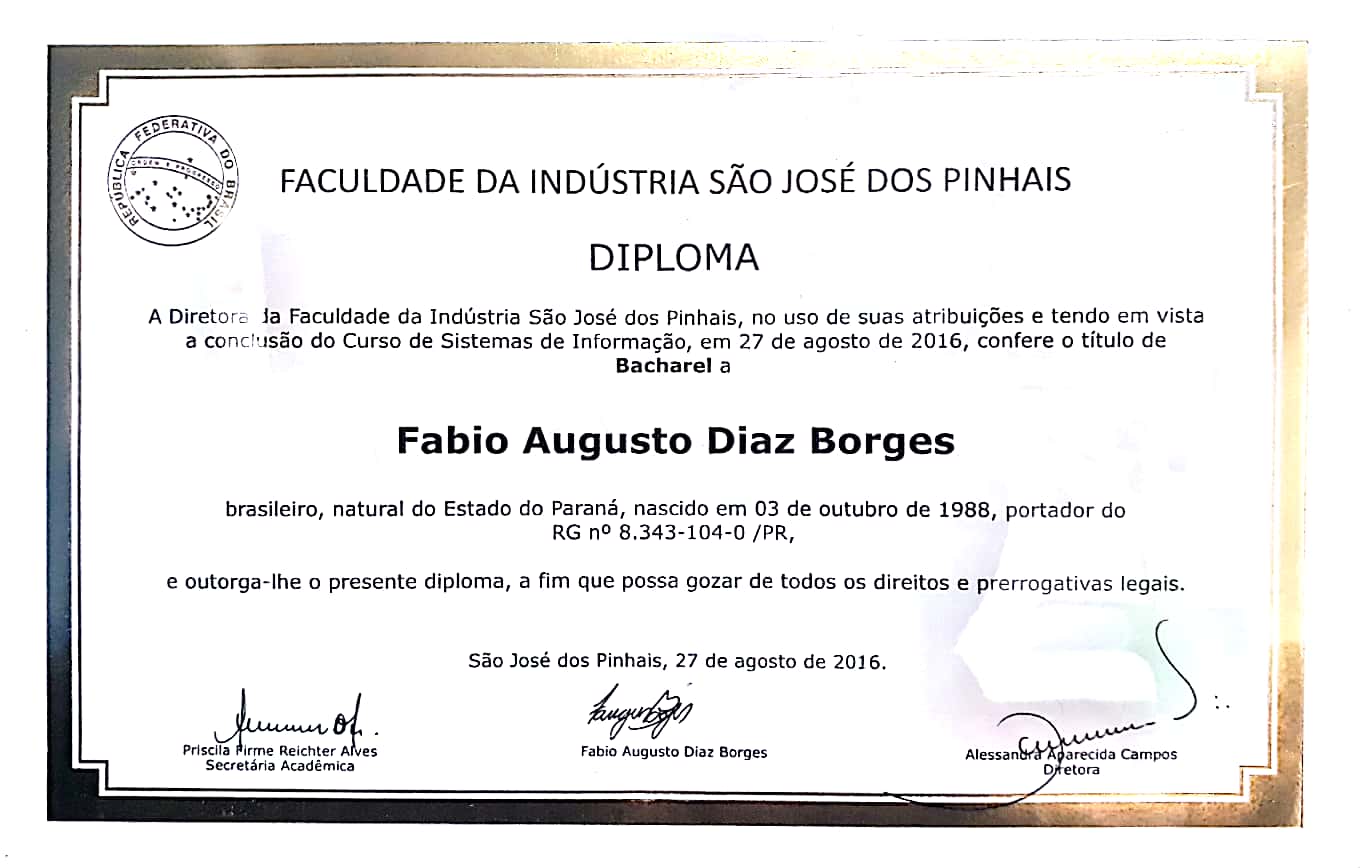 REPÚBLICA FEDERATIVA DO BRASIL
ORDEM E PROGRESSO
FACULDADE DA INDÚSTRIA SÃO JOSÉ DOS PINHAIS
DIPLOMA
A Diretora da Faculdade da Indústria São José dos Pinhais, no uso de suas atribuições e tendo em vista
a conclusão do Curso de Sistemas de Informação, em 27 de agosto de 2016, confere o título de
Bacharel a
Fabio Augusto Diaz Borges
brasileiro, natural do Estado do Paraná, nascido em 03 de outubro de 1988, portador do
RG nº 8.343-104-0 /PR,
e outorga-lhe o presente diploma, a fim que possa gozar de todos os direitos e prerrogativas legais.
São José dos Pinhais, 27 de agosto de 2016.
Priscila Firme Reichter Alves
Secretária Acadêmica
Fabio Augusto Diaz Borges
Alessandra Aparecida Campos
Diretora